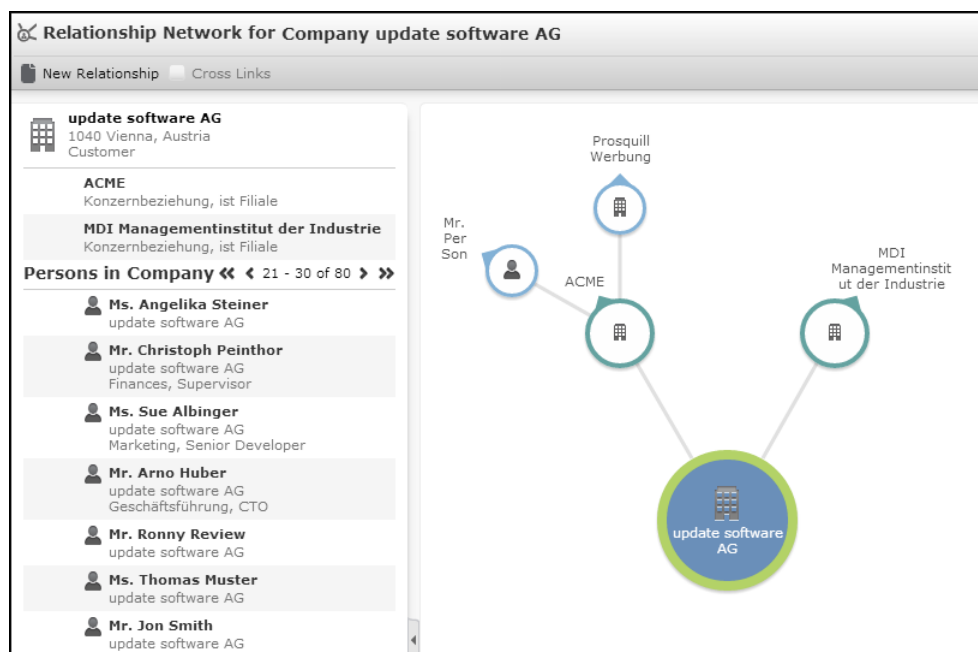 Relationship Network for Company update software AG
New Relationship Cross Links
update software AG
1040 Vienna, Austria
Customer
ACME
Konzernbeziehung, ist Filiale
MDI Managementinstitut der Industrie
Konzernbeziehung, ist Filiale
Persons in Company 21 - 30 of 80
Ms. Angelika Steiner
update software AG
Mr. Christoph Peinthor
update software AG
Finances, Supervisor
Ms. Sue Albinger
update software AG
Marketing, Senior Developer
Mr. Arno Huber
update software AG
Geschäftsführung, CTO
Mr. Ronny Review
update software AG
Ms. Thomas Muster
update software AG
Mr. Jon Smith
update software AG
Prosquill
Werbung
Mr.
Per
Son
ACME
MDI
Managementinstit
ut der Industrie
update software
AG